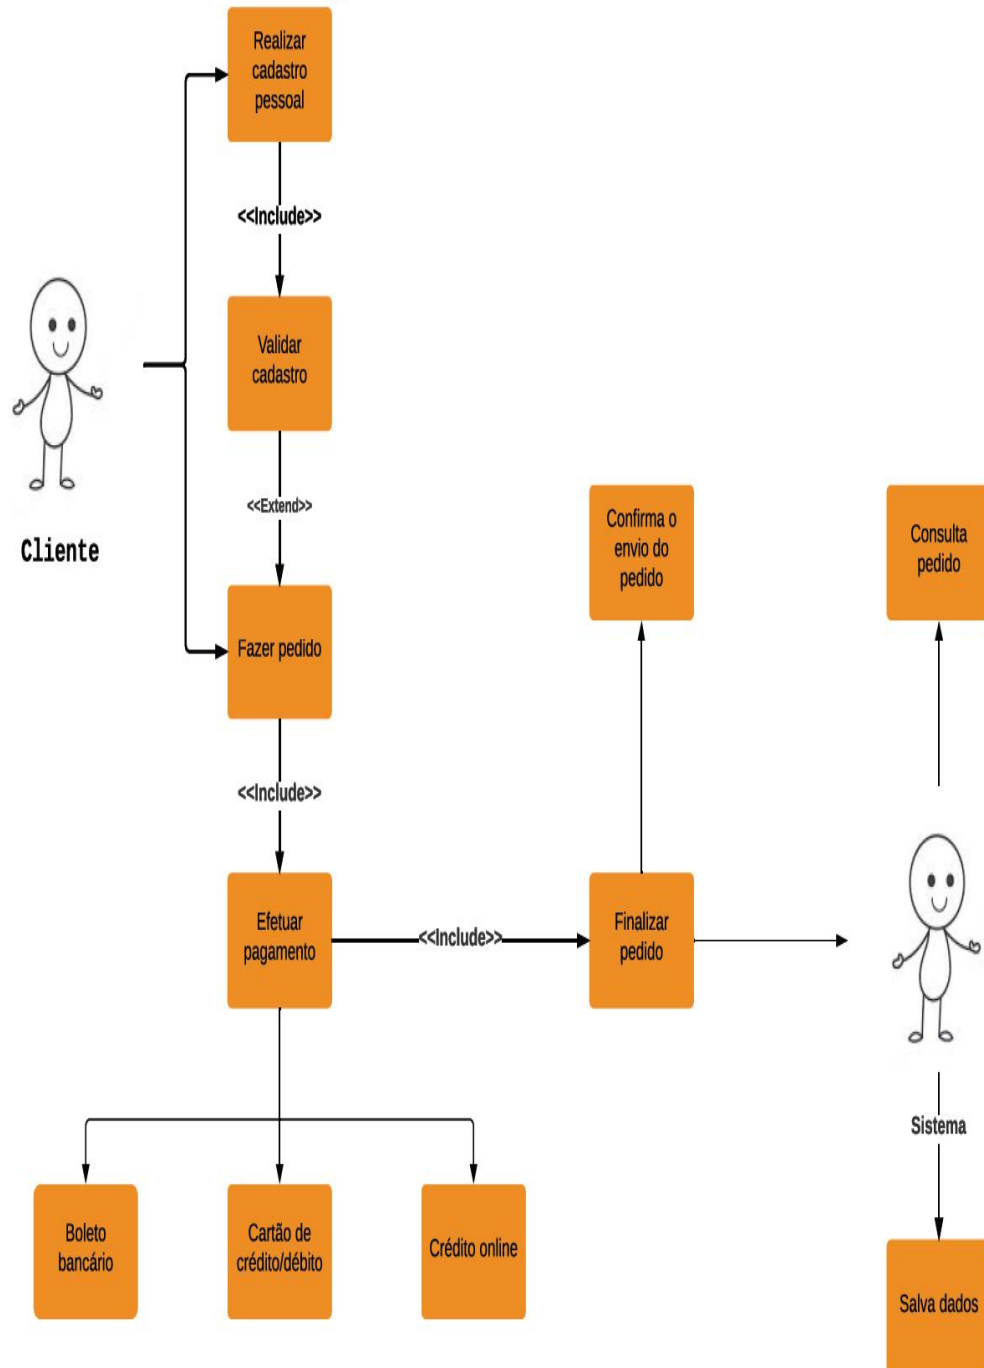 Realizar
cadastro
pessoal
<<Include>>
Validar
cadastro
<<Extend>>
Cliente
Fazer pedido
Confirma o
envio do
pedido
Consulta
pedido
<<Include>>
Efetuar
pagamento
<<Include>>
Finalizar
pedido
Sistema
Boleto
bancário
Cartão de
crédito/débito
Crédito online
Salva dados